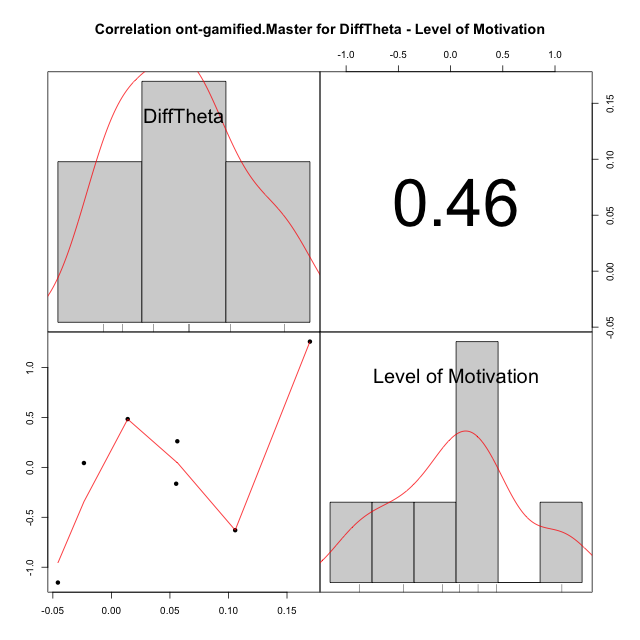 Correlation ont-gamified.Master for DiffTheta - Level of Motivation
-1.0 -0.5 0.0 0.5 1.0
DiffTheta
0.46
0.15
0.10
0.05
0.00
-0.05
Level of Motivation
1.0
0.5
0.0
-0.5
-1.0
-0.05 0.00 0.05 0.10 0.15